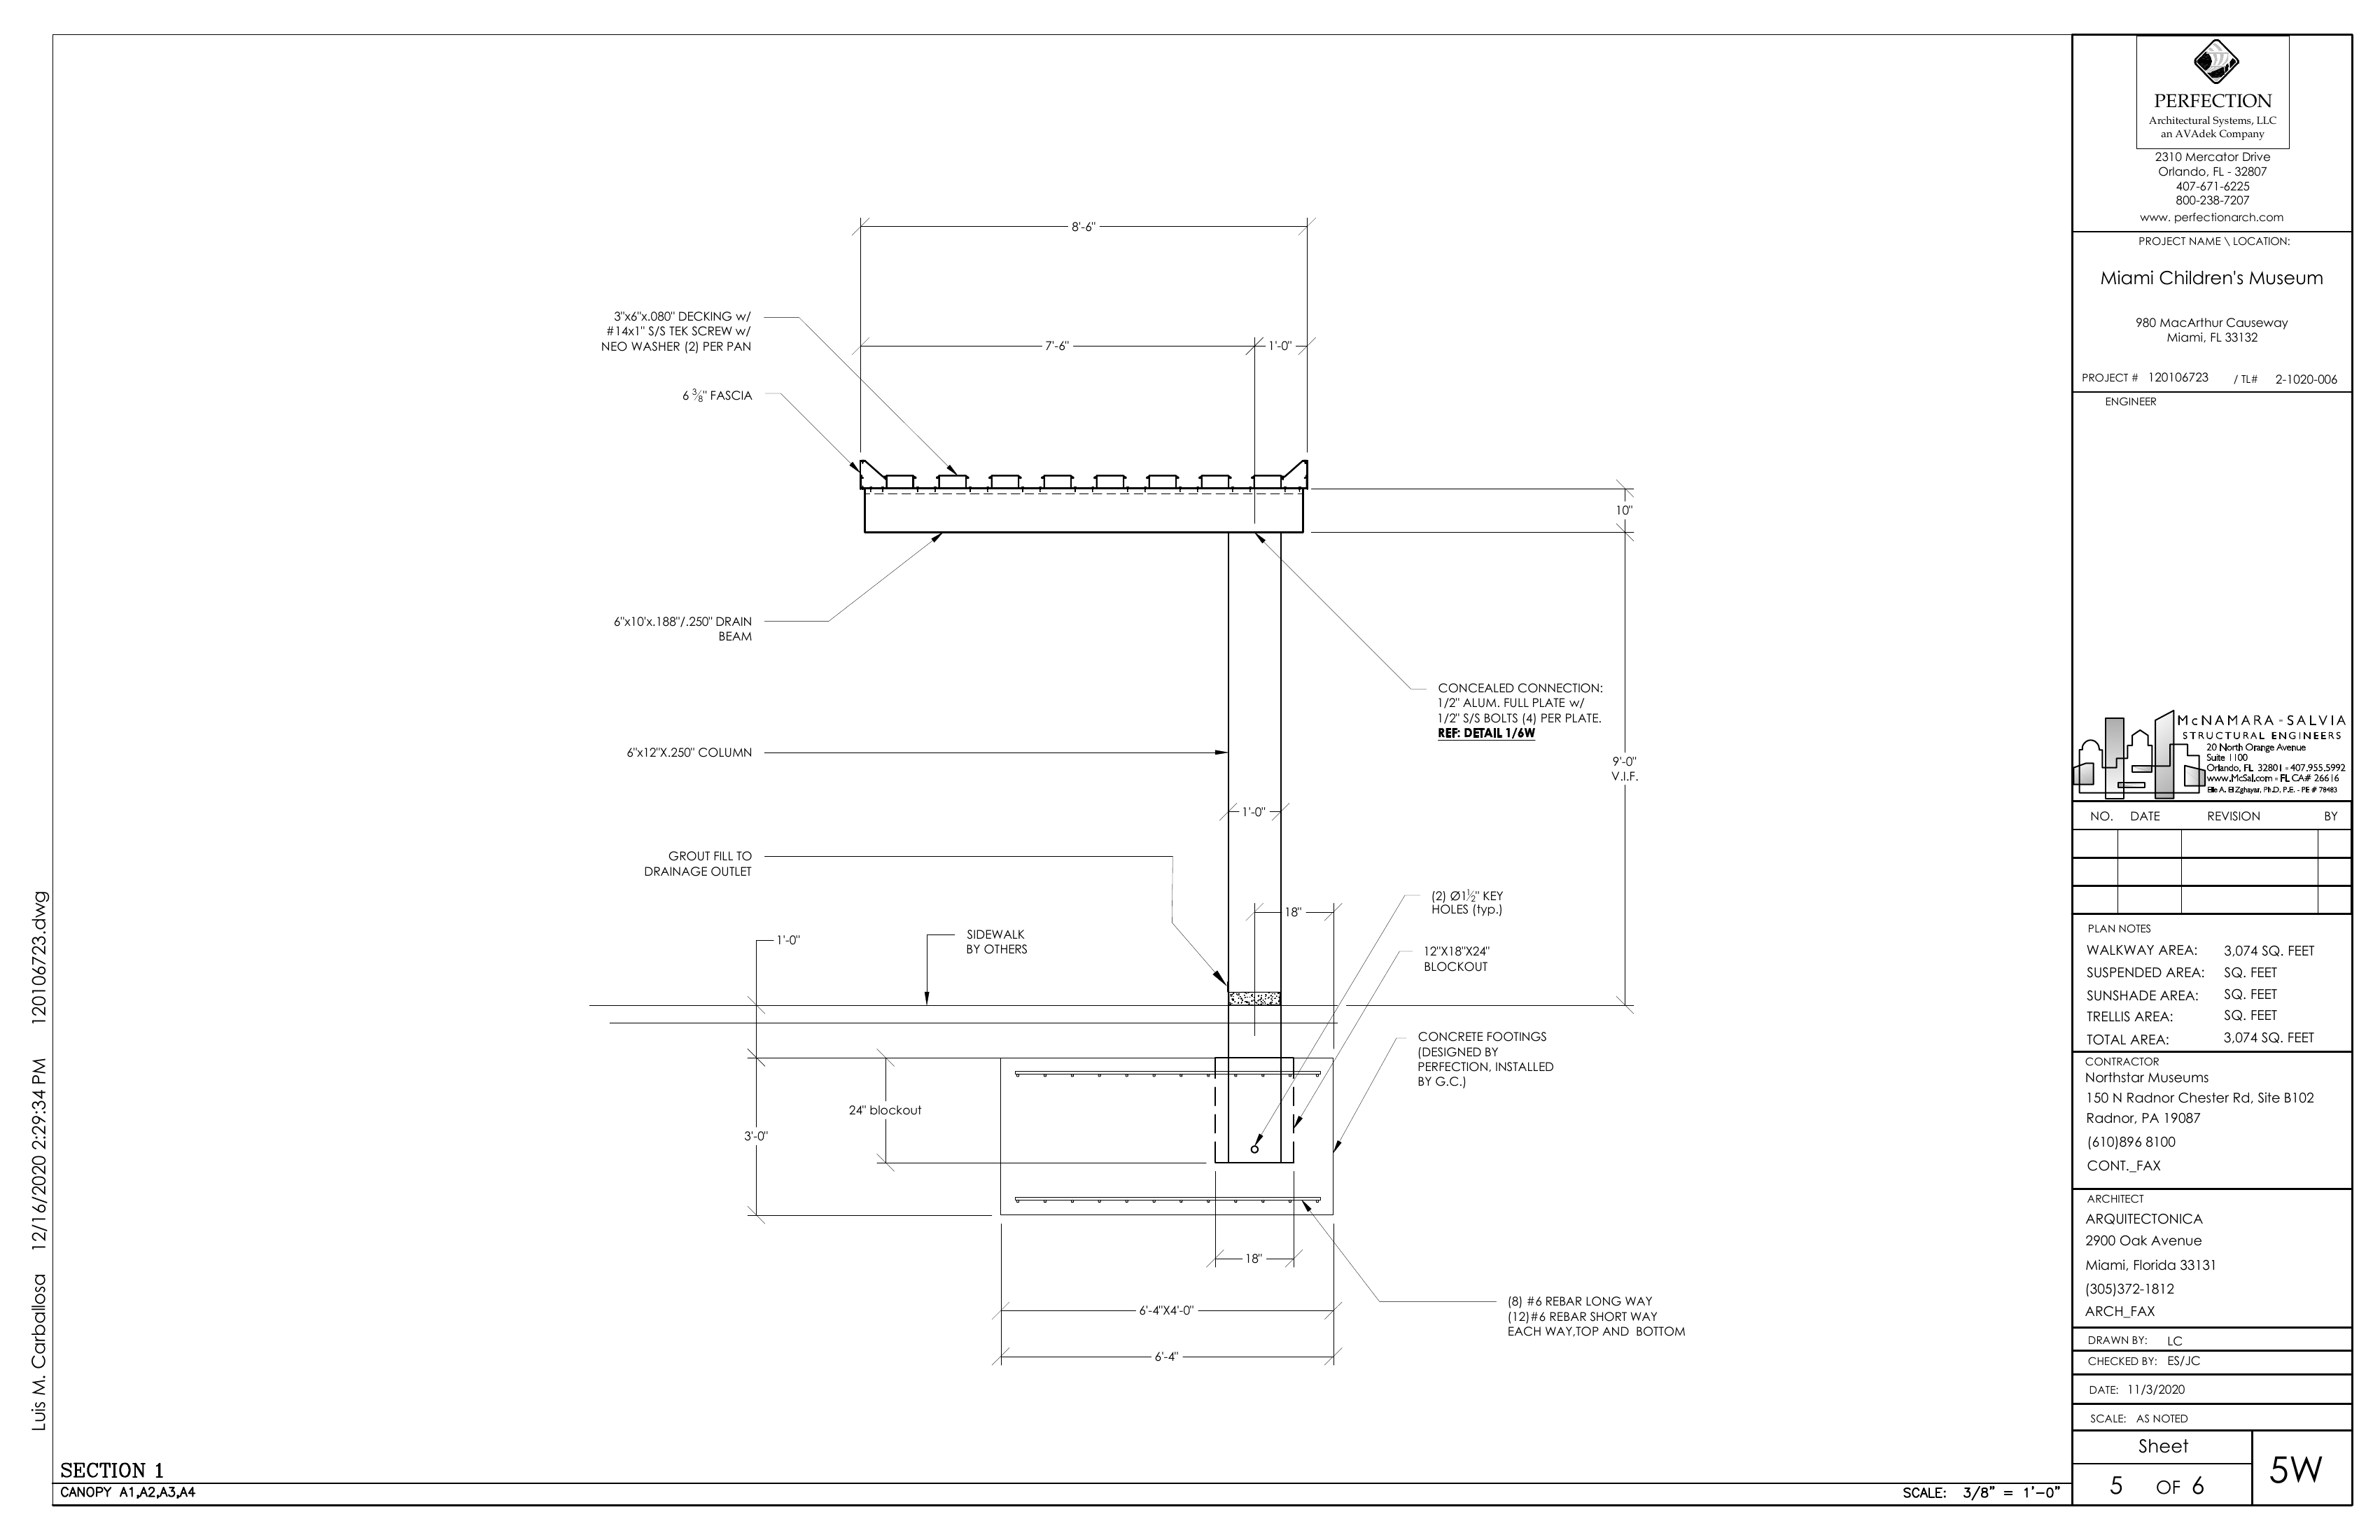 8'-6"
3"x6"x.080" DECKING w/
#14x1" S/S TEK SCREW w/
NEO WASHER (2) PER PAN
7'-6"
1'-0"
6 3/8" FASCIA
10"
6"x10'x.188"/.250" DRAIN
BEAM
CONCEALED CONNECTION:
1/2" ALUM. FULL PLATE w/
1/2" S/S BOLTS (4) PER PLATE.
REF: DETAIL 1/6W
6"x12"X.250" COLUMN
9'-0"
V.I.F.
1'-0"
GROUT FILL TO
DRAINAGE OUTLET
(2) Ø1½" KEY
HOLES (typ.)
18"
1'-0"
SIDEWALK
BY OTHERS
12"X18"X24"
BLOCKOUT
CONCRETE FOOTINGS
(DESIGNED BY
PERFECTION, INSTALLED
BY G.C.)
24" blockout
3'-0"
18"
6'-4"X4'-0"
6'-4"
(8) #6 REBAR LONG WAY
(12)#6 REBAR SHORT WAY
EACH WAY,TOP AND BOTTOM
Luis M. Carballosa 12/16/2020 2:29:34 PM 120106723.dwg
SECTION 1
CANOPY A1,A2,A3,A4
SCALE: 3/8" = 1'-0"
PERFECTION
Architectural Systems, LLC
an AVAdek Company
2310 Mercator Drive
Orlando, FL - 32807
407-671-6225
800-238-7207
www. perfectionarch.com
PROJECT NAME \ LOCATION:
Miami Children's Museum
980 MacArthur Causeway
Miami, FL 33132
PROJECT # 120106723 / TL# 2-1020-006
ENGINEER
McNAMARA - SALVIA
STRUCTURAL ENGINEERS
20 North Orange Avenue
Suite 1100
Orlando, FL 32801 • 407.955.5992
www.McSal.com • FL CA# 26616
Elie A. El Zghayar, Ph.D. P.E. - PE # 78483
NO. DATE REVISION BY
PLAN NOTES
WALKWAY AREA: 3,074 SQ. FEET
SUSPENDED AREA: SQ. FEET
SUNSHADE AREA: SQ. FEET
TRELLIS AREA: SQ. FEET
TOTAL AREA: 3,074 SQ. FEET
CONTRACTOR
Northstar Museums
150 N Radnor Chester Rd, Site B102
Radnor, PA 19087
(610)896 8100
CONT._FAX
ARCHITECT
ARQUITECTONICA
2900 Oak Avenue
Miami, Florida 33131
(305)372-1812
ARCH_FAX
DRAWN BY: LC
CHECKED BY: ES/JC
DATE: 11/3/2020
SCALE: AS NOTED
Sheet
5 OF 6
5W